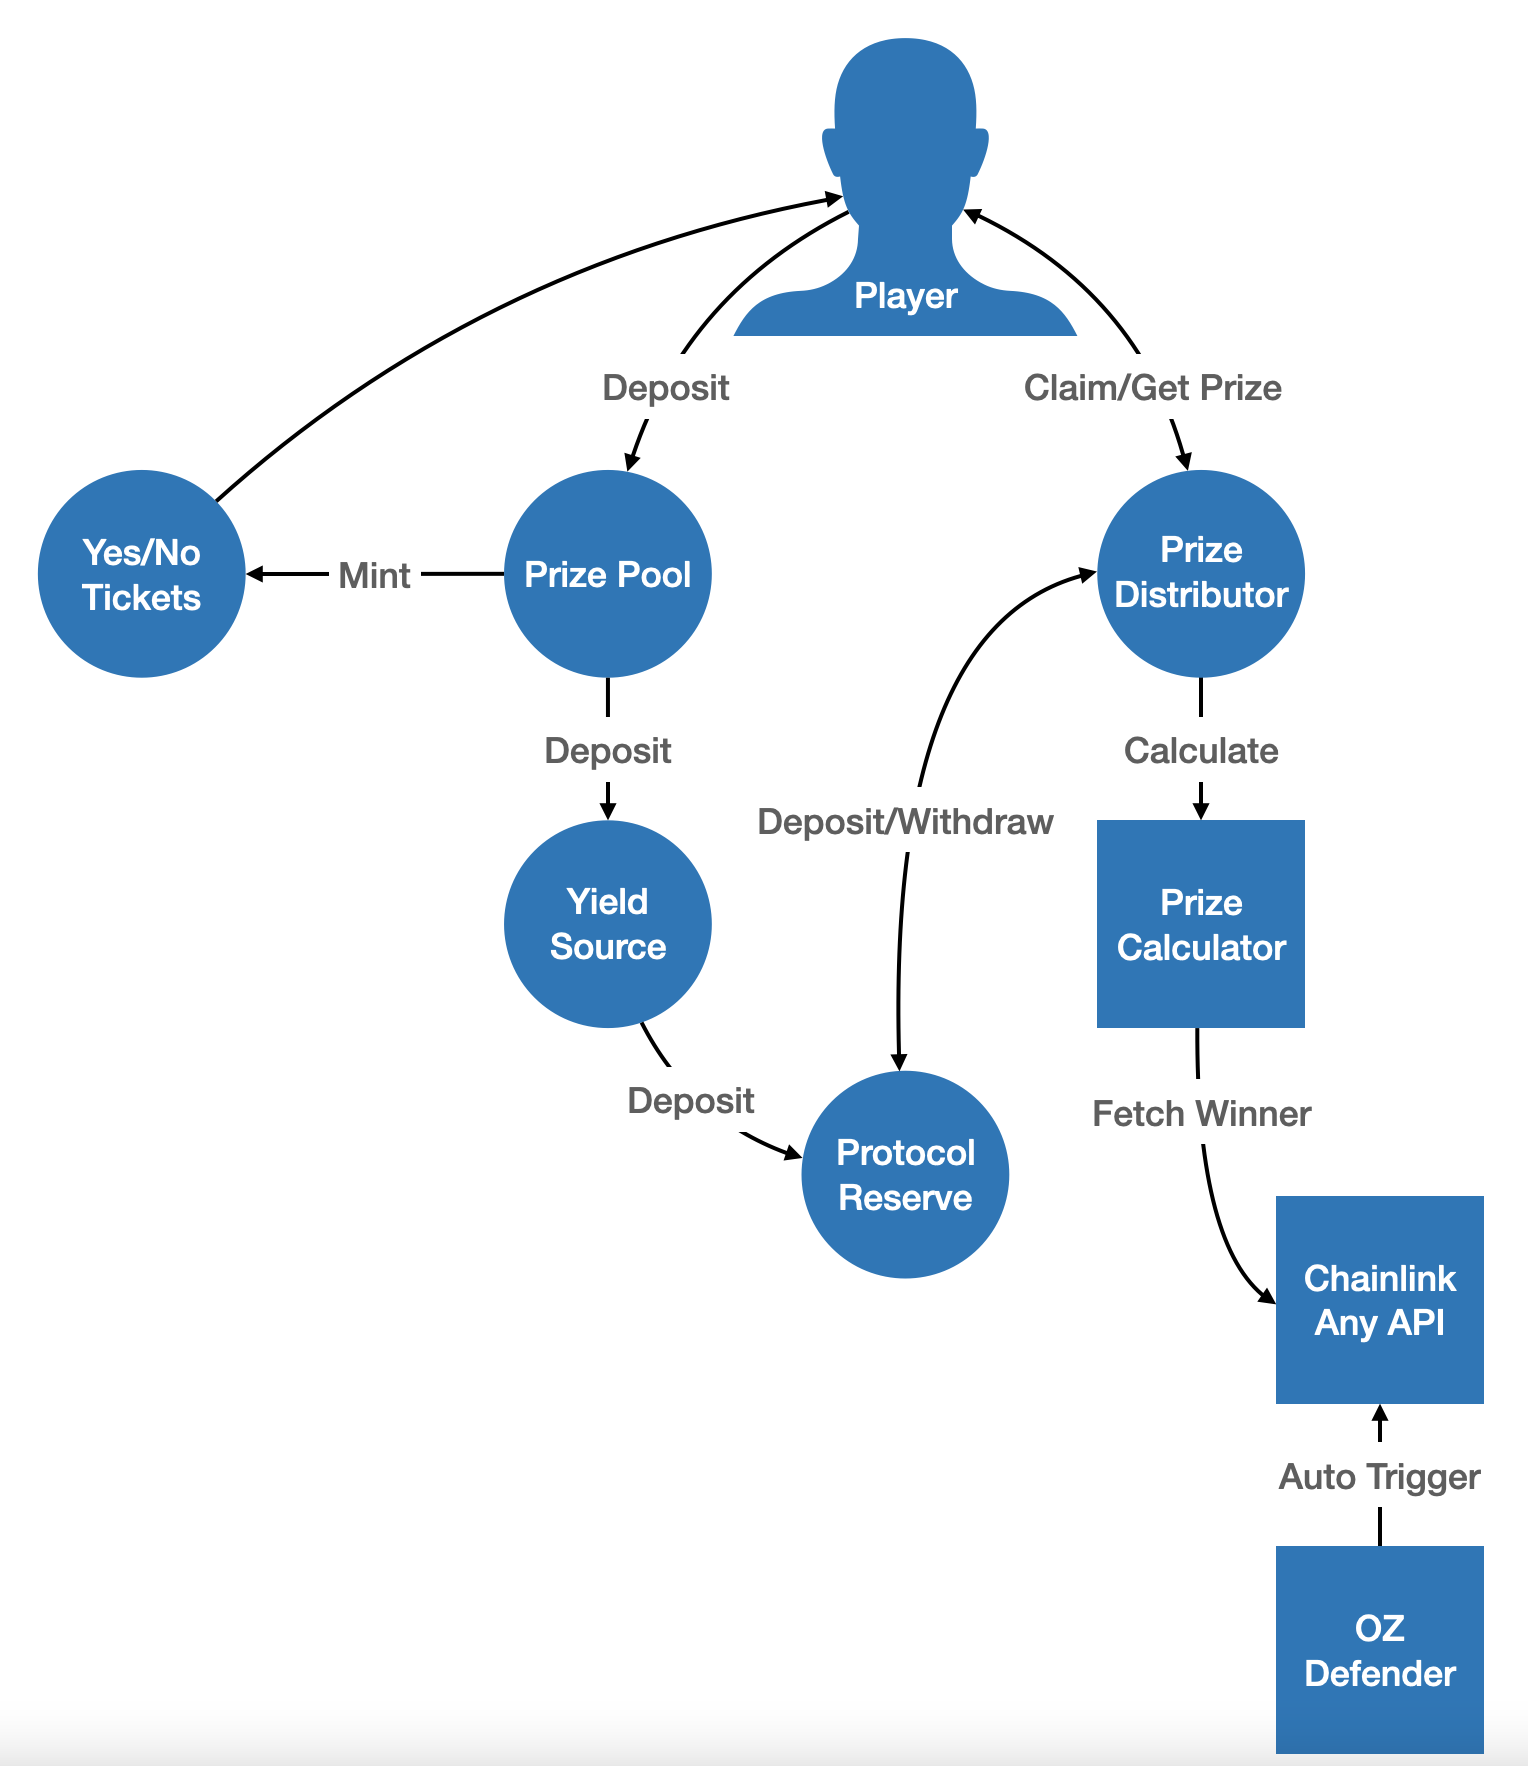 Player
Deposit
Claim/Get Prize
Yes/No
Tickets
Mint
Prize Pool
Prize
Distributor
Deposit
Calculate
Deposit/Withdraw
Yield
Source
Prize
Calculator
Deposit
Fetch Winner
Protocol
Reserve
Chainlink
Any API
Auto Trigger
OZ
Defender